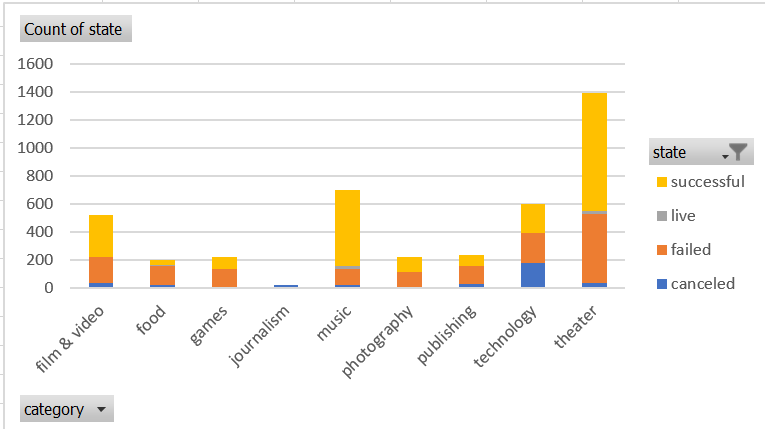 Count of state
1600
1400
1200
1000
800
600
400
200
0
film & video
food
games
journalism
music
photography
publishing
technology
theater
state
successful
live
failed
canceled
category